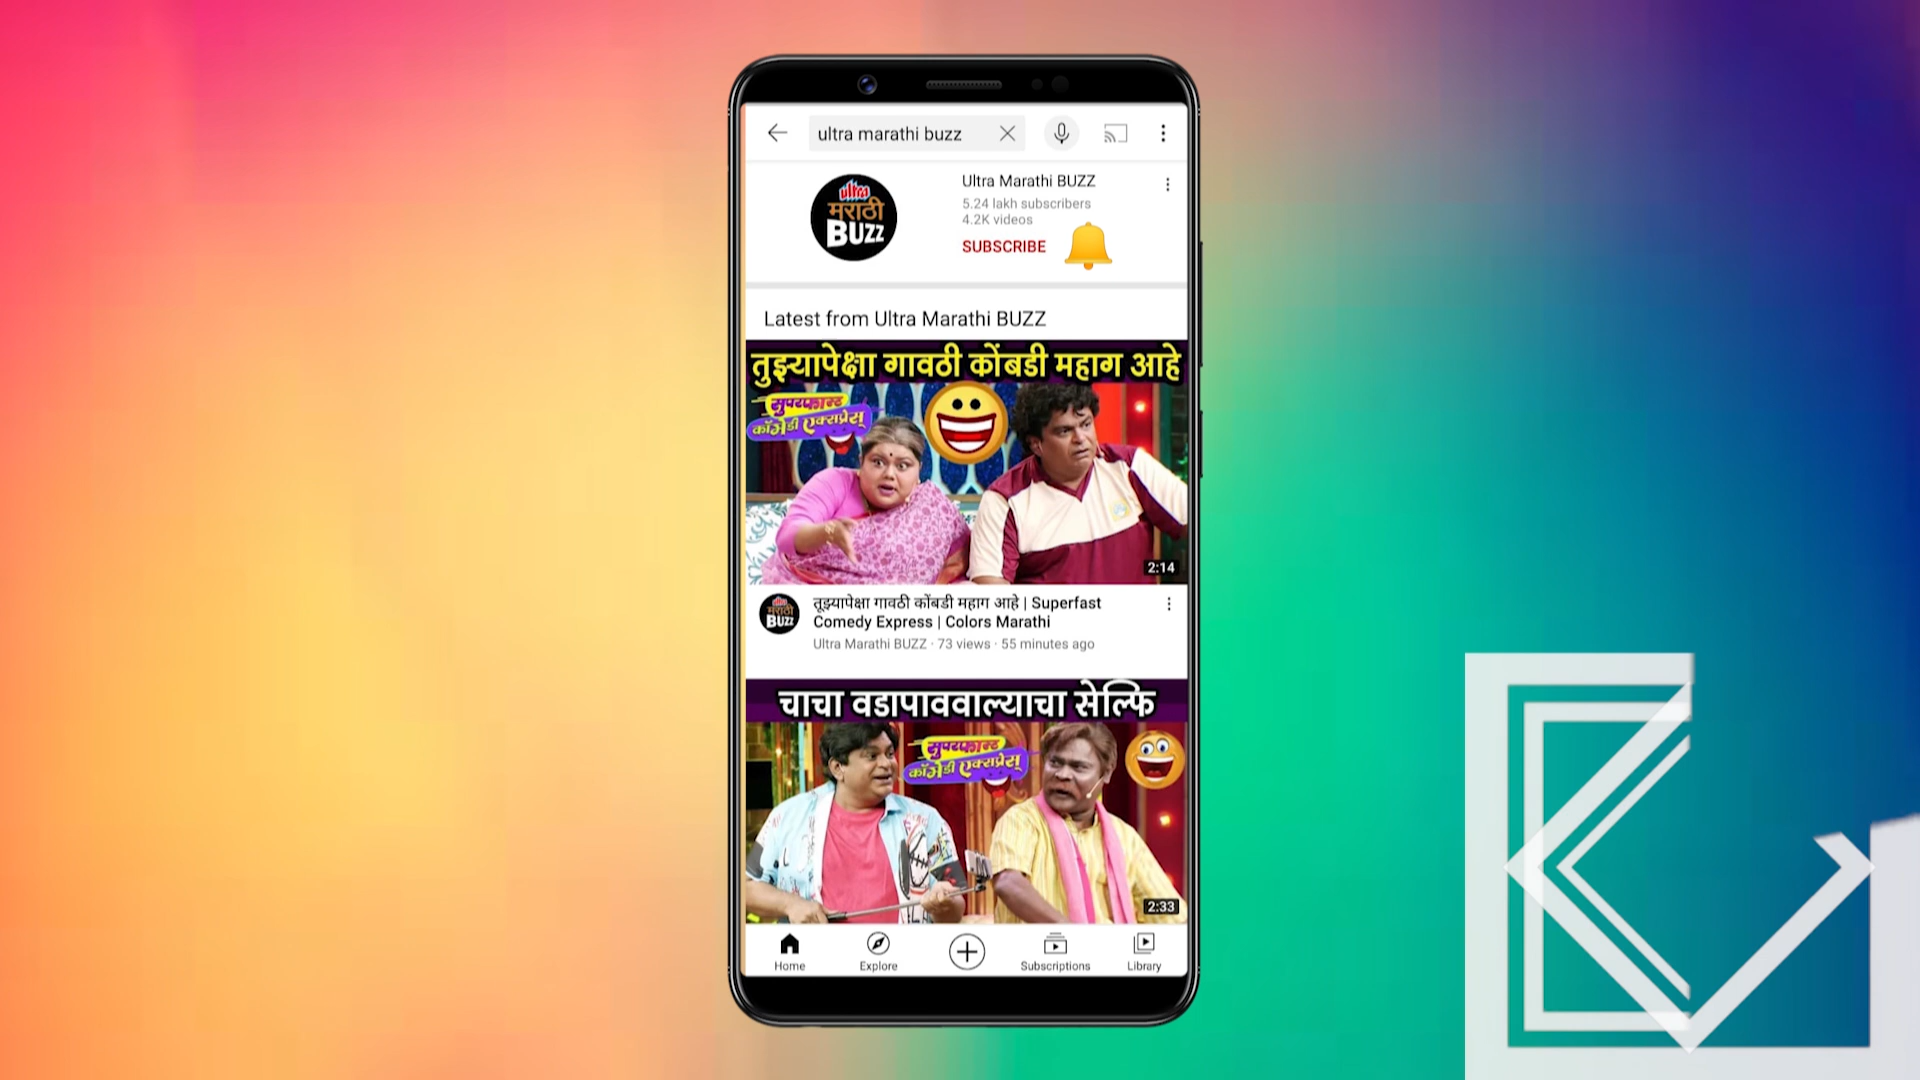 ultra marathi buzz
ultra
मराठी
BUZZ
Ultra Marathi BUZZ
5.24 lakh subscribers
4.2K videos
SUBSCRIBE
Latest from Ultra Marathi BUZZ
तुझ्यापेक्षा गावठी कोंबडी महाग आहे
सुपरफास्ट
कॉमेडी एक्सप्रेस्
2:14
ultra
मराठी
BUZZ
तूझ्यापेक्षा गावठी कोंबडी महाग आहे | Superfast
Comedy Express | Colors Marathi
Ultra Marathi BUZZ · 73 views · 55 minutes ago
चाचा वडापाववाल्याचा सेल्फि
सुपरफास्ट
कॉमेडी एक्सप्रेस्
2:33
Home
Explore
Subscriptions
Library